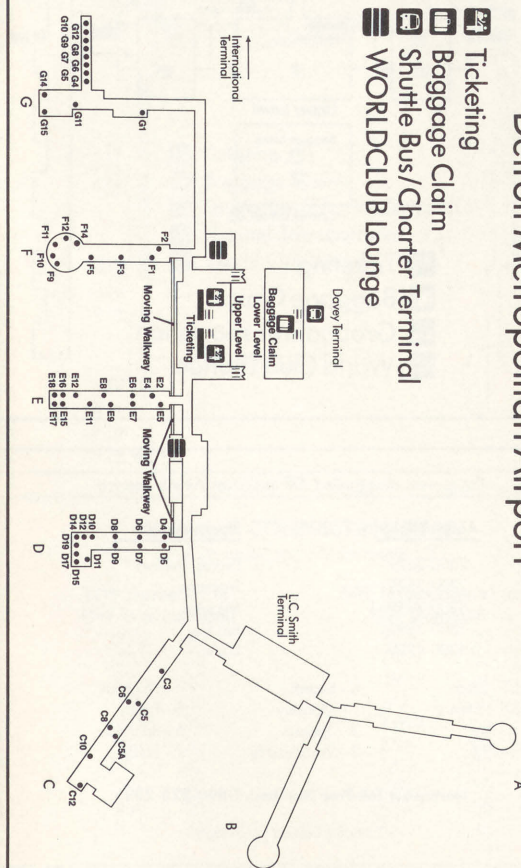 Detroit Metropolitan Airport
Ticketing
Baggage Claim
Shuttle Bus/Charter Terminal
WORLDCLUB Lounge
International
Terminal
Davey Terminal
Baggage Claim
Lower Level
Upper Level
Ticketing
Moving Walkway
Moving Walkway
L.C. Smith
Terminal
A
B
C
C3
C5
C6
C5A
C8
C10
C12
D
D4
D5
D6
D7
D8
D9
D10
D12
D14
D11
D19
D17
D15
E
E2
E4
E5
E6
E7
E8
E9
E12
E11
E16
E15
E18
E17
F
F2
F1
F3
F5
F14
F12
F11
F10
F9
G
G12 G8 G6 G4
G10 G9 G7 G5
G1
G11
G14
G15